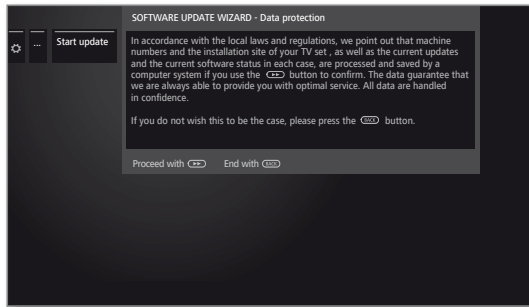 SOFTWARE UPDATE WIZARD - Data protection
... Start update
In accordance with the local laws and regulations, we point out that machine
numbers and the installation site of your TV set , as well as the current updates
and the current software status in each case, are processed and saved by a
computer system if you use the button to confirm. The data guarantee that
we are always able to provide you with optimal service. All data are handled
in confidence.
If you do not wish this to be the case, please press the BACK button.
Proceed with End with BACK